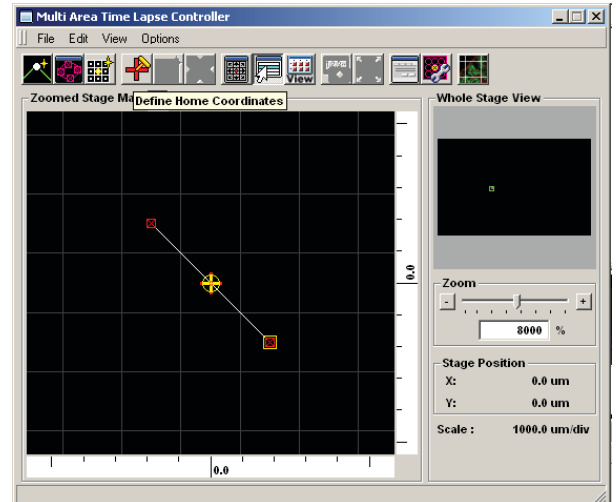 Multi Area Time Lapse Controller
File Edit View Options
View
Define Home Coordinates
Zoomed Stage Ma
Whole Stage View
0.0
0.0
Zoom
- +
8000 %
Stage Position
X: 0.0 um
Y: 0.0 um
Scale : 1000.0 um/div